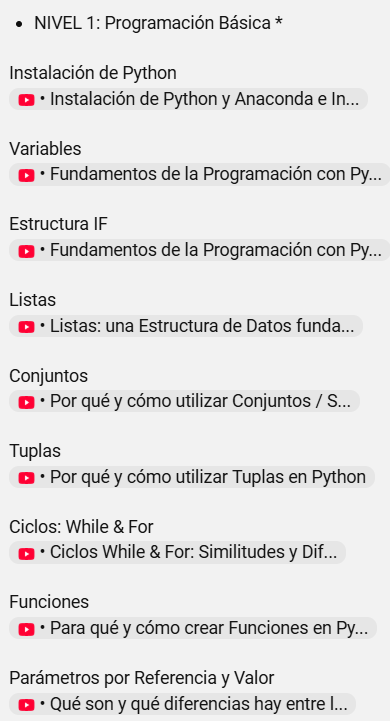 • NIVEL 1: Programación Básica *
Instalación de Python
• Instalación de Python y Anaconda e In...
Variables
• Fundamentos de la Programación con Py...
Estructura IF
• Fundamentos de la Programación con Py...
Listas
• Listas: una Estructura de Datos funda...
Conjuntos
• Por qué y cómo utilizar Conjuntos / S...
Tuplas
• Por qué y cómo utilizar Tuplas en Python
Ciclos: While & For
• Ciclos While & For: Similitudes y Dif...
Funciones
• Para qué y cómo crear Funciones en Py...
Parámetros por Referencia y Valor
• Qué son y qué diferencias hay entre l...